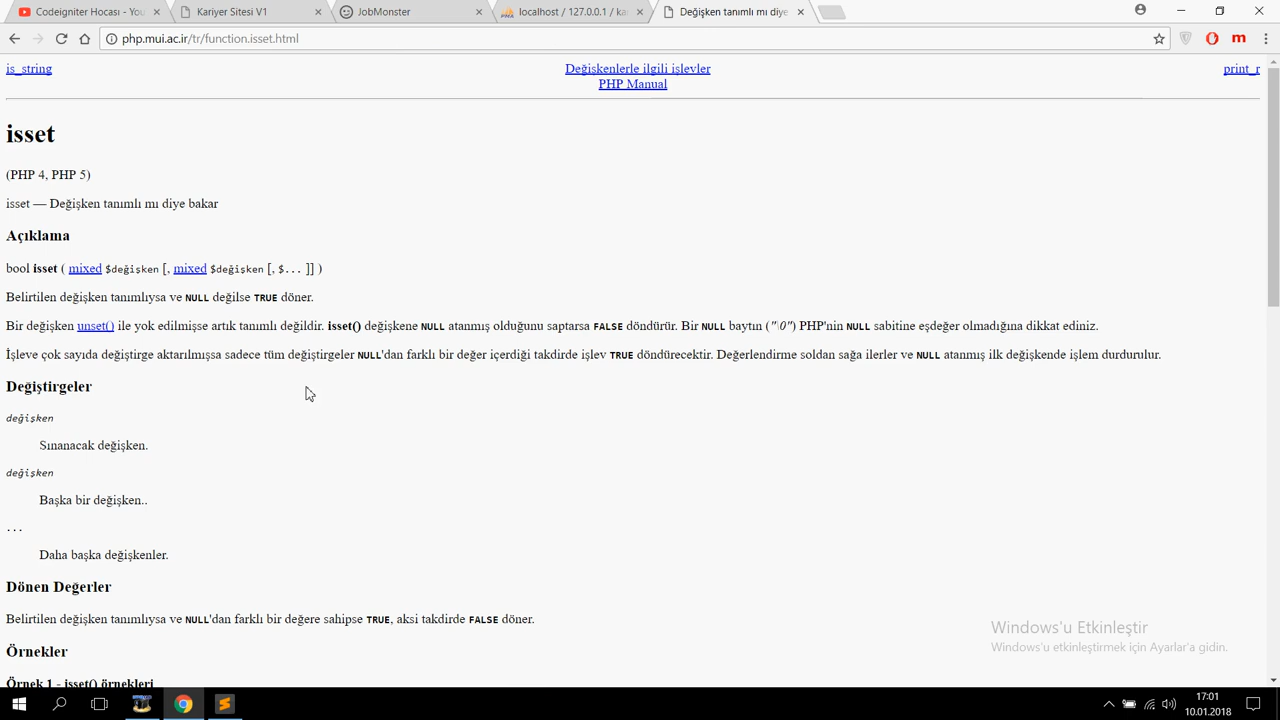 Codeigniter Hocası - You
Kariyer Sitesi V1
JobMonster
localhost / 127.0.0.1 / ka
Değişken tanımlı mı diye
php.mui.ac.ir/tr/function.isset.html
is_string
Değişkenlerle ilgili işlevler
print_r
PHP Manual
isset
(PHP 4, PHP 5)
isset — Değişken tanımlı mı diye bakar
Açıklama
bool isset ( mixed $değişken [, mixed $değişken [, $... ]] )
Belirtilen değişken tanımlıysa ve NULL değilse TRUE döner.
Bir değişken unset() ile yok edilmişse artık tanımlı değildir. isset() değişkene NULL atanmış olduğunu saptarsa FALSE döndürür. Bir NULL baytın ("\0") PHP'nin NULL sabitine eşdeğer olmadığına dikkat ediniz.
İşleve çok sayıda değiştirge aktarılmışsa sadece tüm değiştirgeler NULL'dan farklı bir değer içerdiği takdirde işlev TRUE döndürecektir. Değerlendirme soldan sağa ilerler ve NULL atanmış ilk değişkende işlem durdurulur.
Değiştirgeler
değişken
Sınanacak değişken.
değişken
Başka bir değişken..
...
Daha başka değişkenler.
Dönen Değerler
Belirtilen değişken tanımlıysa ve NULL'dan farklı bir değere sahipse TRUE, aksi takdirde FALSE döner.
Örnekler
Örnek 1 - isset() örnekleri
Windows'u Etkinleştir
Windows'u etkinleştirmek için Ayarlar'a gidin.
17:01
10.01.2018